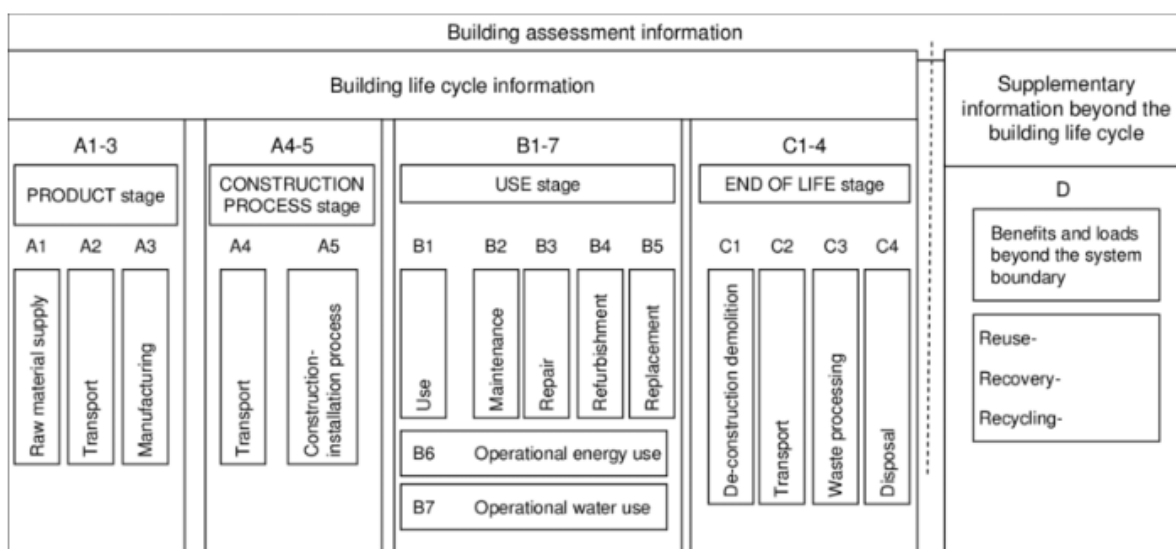 Building assessment information
Building life cycle information
Supplementary
information beyond the
building life cycle
A1-3
A4-5
B1-7
C1-4
D
PRODUCT stage
CONSTRUCTION
PROCESS stage
USE stage
END OF LIFE stage
Benefits and loads
beyond the system
boundary
A1
A2
A3
A4
A5
B1
B2
B3
B4
B5
C1
C2
C3
C4
Raw material supply
Transport
Manufacturing
Transport
Construction-
installation process
Use
Maintenance
Repair
Refurbishment
Replacement
De-construction demolition
Transport
Waste processing
Disposal
Reuse-
Recovery-
Recycling-
B6 Operational energy use
B7 Operational water use